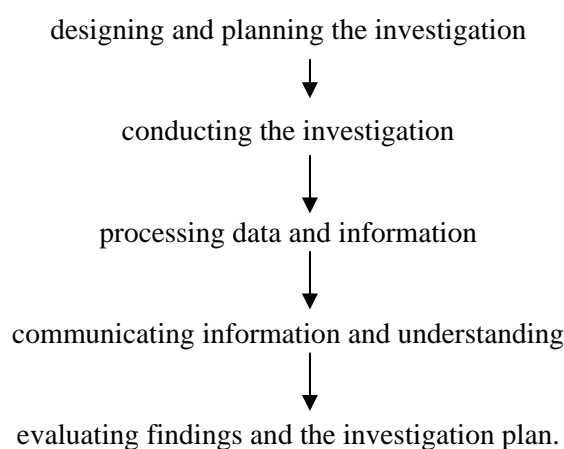 designing and planning the investigation
conducting the investigation
processing data and information
communicating information and understanding
evaluating findings and the investigation plan.